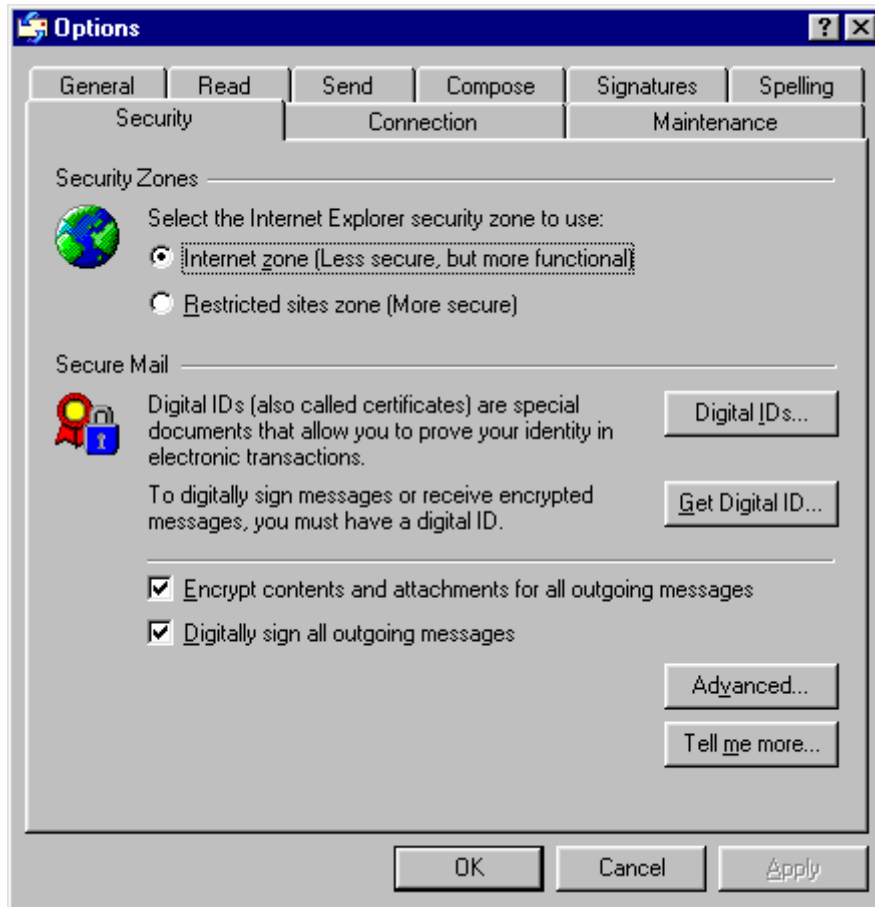 Options
General Read Send Compose Signatures Spelling
Security Connection Maintenance
Security Zones
Select the Internet Explorer security zone to use:
Internet zone (Less secure, but more functional)
Restricted sites zone (More secure)
Secure Mail
Digital IDs (also called certificates) are special
documents that allow you to prove your identity in
electronic transactions.
Digital IDs...
To digitally sign messages or receive encrypted
messages, you must have a digital ID.
Get Digital ID...
Encrypt contents and attachments for all outgoing messages
Digitally sign all outgoing messages
Advanced...
Tell me more...
OK Cancel Apply